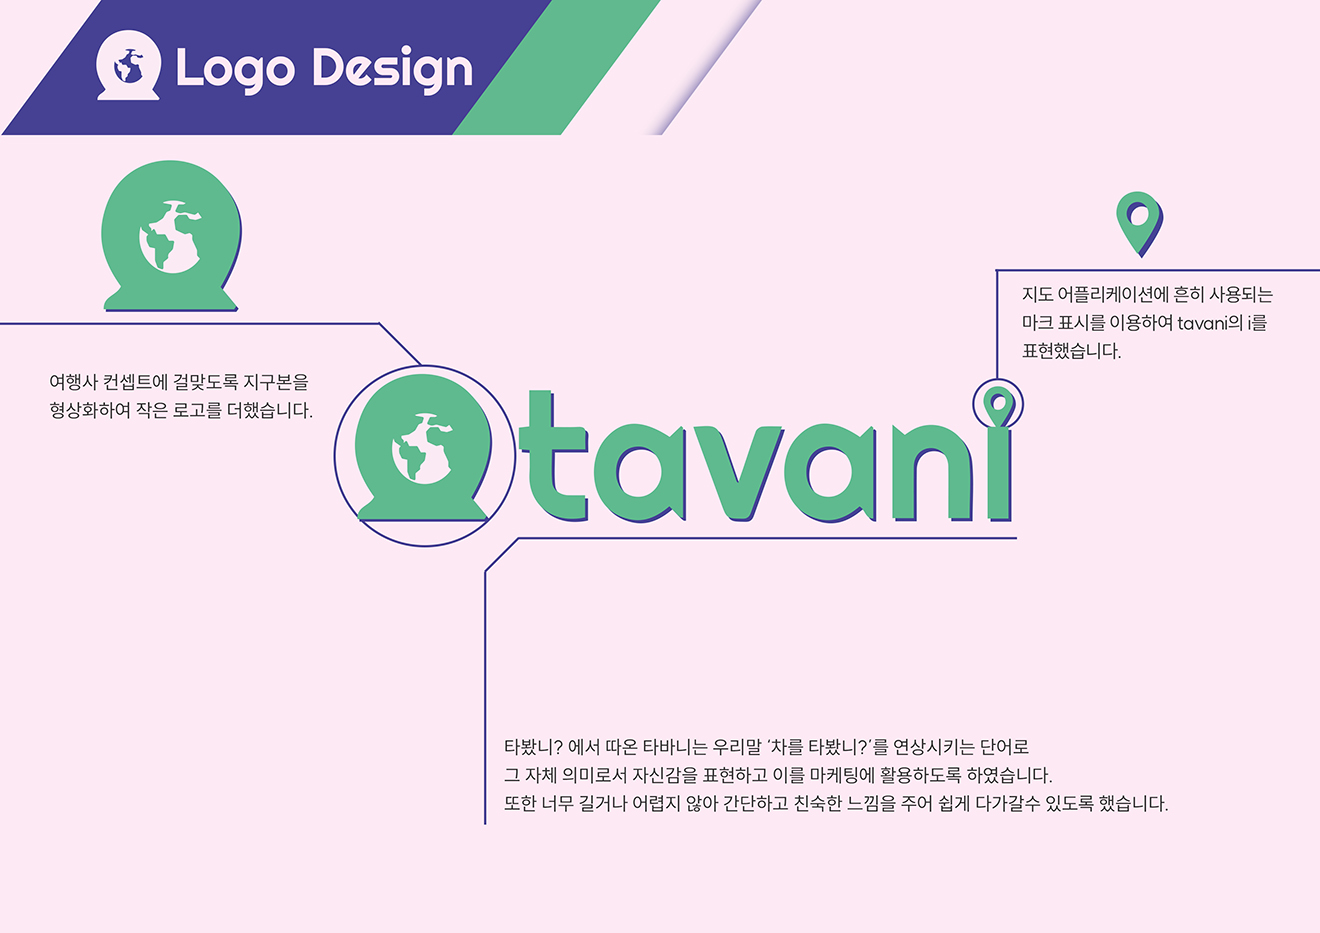 Logo Design
지도 어플리케이션에 흔히 사용되는
마크 표시를 이용하여 tavani의 i를
표현했습니다.
여행사 컨셉트에 걸맞도록 지구본을
형상화하여 작은 로고를 더했습니다.
tavani
타봤니? 에서 따온 타바니는 우리말 '차를 타봤니?'를 연상시키는 단어로
그 자체 의미로서 자신감을 표현하고 이를 마케팅에 활용하도록 하였습니다.
또한 너무 길거나 어렵지 않아 간단하고 친숙한 느낌을 주어 쉽게 다가갈수 있도록 했습니다.